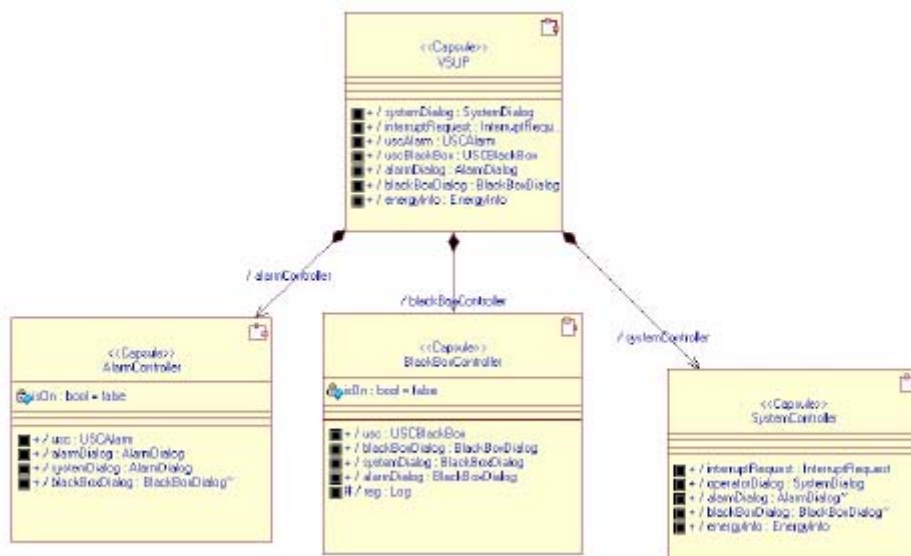 <<Capsule>>
VSUP
+ / systemDialog : SystemDialog
+ / interruptRequest : InterruptRequ...
+ / uscAlarm : USCAlarm
+ / uscBlackBox : USCBlackBox
+ / alarmDialog : AlarmDialog
+ / blackBoxDialog : BlackBoxDialog
+ / energyInfo : EnergyInfo
/ alarmController
/ blackBoxController
/ systemController
<<Capsule>>
AlarmController
isOn : bool = false
+ / usc : USCAlarm
+ / alarmDialog : AlarmDialog
+ / systemDialog : AlarmDialog
+ / blackBoxDialog : BlackBoxDialog~
<<Capsule>>
BlackBoxController
isOn : bool = false
+ / usc : USCBlackBox
+ / blackBoxDialog : BlackBoxDialog
+ / systemDialog : BlackBoxDialog
+ / alarmDialog : BlackBoxDialog
# / reg : Log
<<Capsule>>
SystemController
+ / interruptRequest : InterruptRequest
+ / operatorDialog : SystemDialog
+ / alarmDialog : AlarmDialog~
+ / blackBoxDialog : BlackBoxDialog~
+ / energyInfo : EnergyInfo